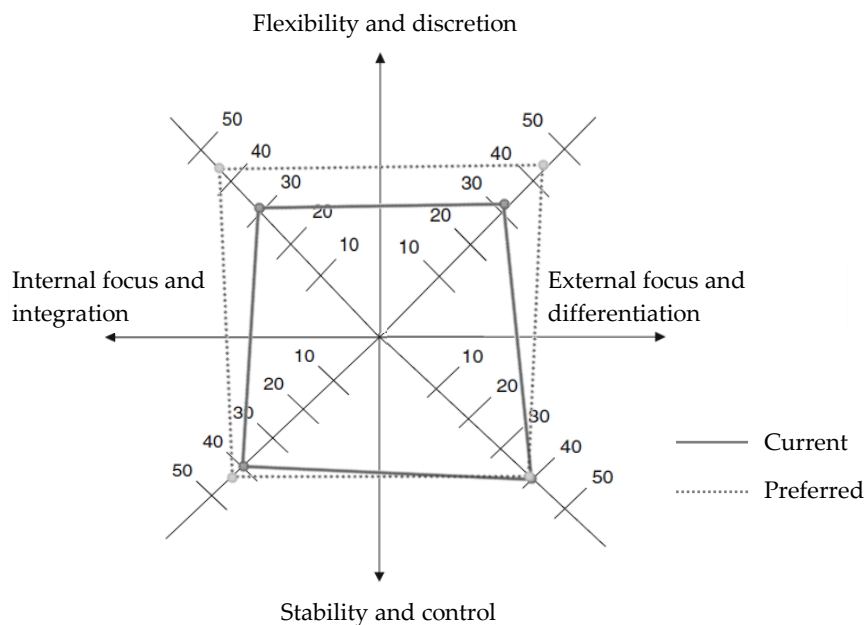 Flexibility and discretion
50
50
40
40
30
30
20
20
10
10
Internal focus and
integration
External focus and
differentiation
10
10
20
20
30
30
40
40
50
50
Current
Preferred
Stability and control